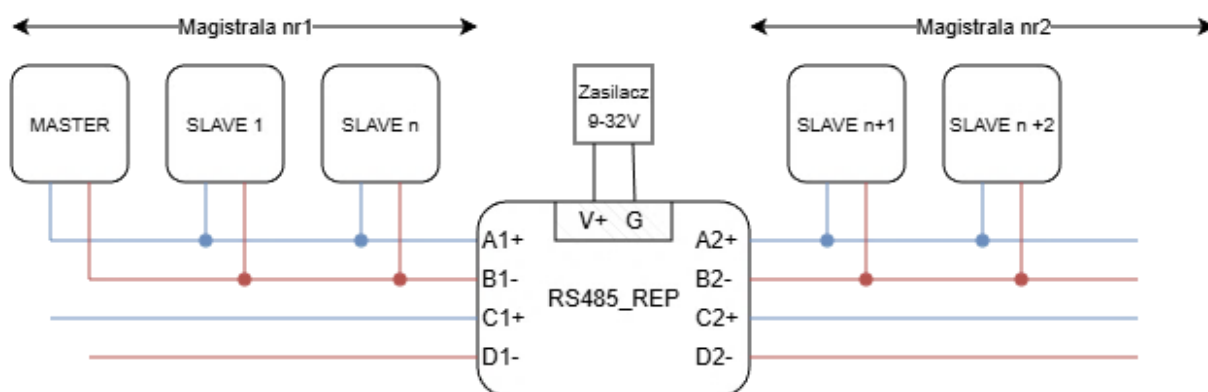 Magistrala nr1
Magistrala nr2
MASTER
SLAVE 1
SLAVE n
Zasilacz
9-32V
SLAVE n+1
SLAVE n +2
V+ G
A1+
A2+
B1-
B2-
RS485_REP
C1+
C2+
D1-
D2-